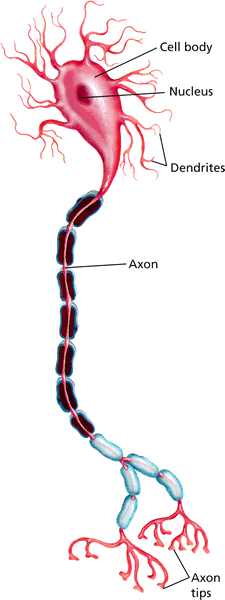 Cell body
Nucleus
Dendrites
Axon
Axon
tips